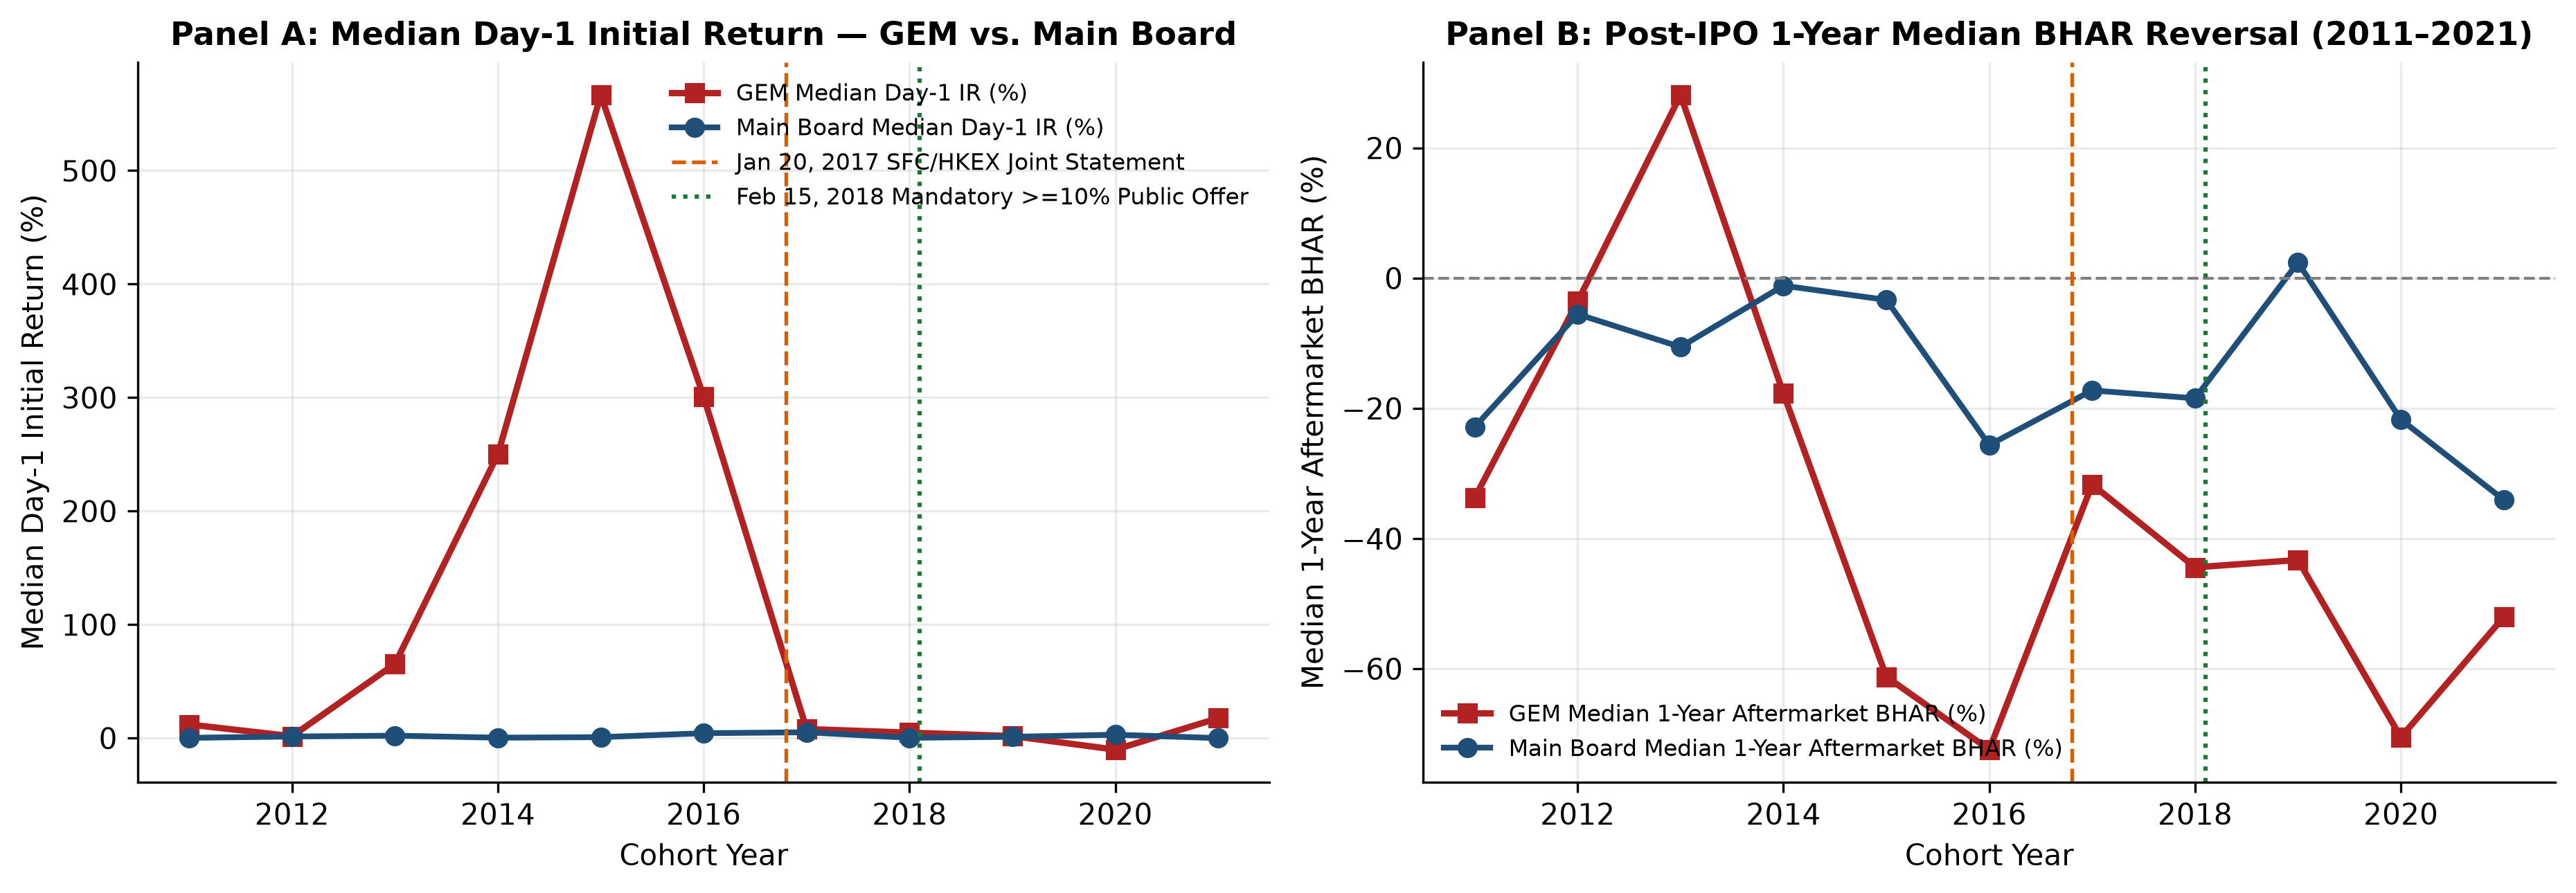 Panel A: Median Day-1 Initial Return — GEM vs. Main Board
Median Day-1 Initial Return (%)
500
400
300
200
100
0
GEM Median Day-1 IR (%)
Main Board Median Day-1 IR (%)
Jan 20, 2017 SFC/HKEX Joint Statement
Feb 15, 2018 Mandatory >=10% Public Offer
2012
2014
2016
2018
2020
Cohort Year
Panel B: Post-IPO 1-Year Median BHAR Reversal (2011–2021)
Median 1-Year Aftermarket BHAR (%)
20
0
−20
−40
−60
GEM Median 1-Year Aftermarket BHAR (%)
Main Board Median 1-Year Aftermarket BHAR (%)
2012
2014
2016
2018
2020
Cohort Year